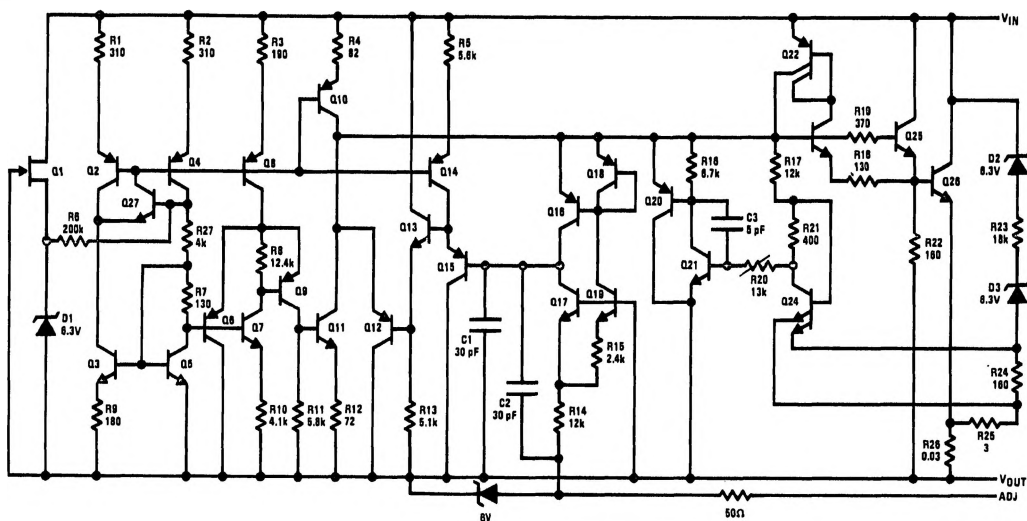 R1 310
R2 310
R3 190
R4 82
R5 5.6k
VIN
Q22
Q10
R19 370
Q25
Q1
Q2
Q4
Q6
Q14
Q18
R16 6.7k
R17 12k
R18 130
Q26
D2 6.3V
Q27
R6 200k
R27 4k
Q13
Q16
Q20
C3 5 pF
R21 400
R23 18k
R8 12.4k
Q15
Q21
R22 160
R7 130
Q9
R20 13k
D1 6.3V
Q6
Q7
Q11
Q12
C1 30 pF
Q17
Q19
Q24
D3 6.3V
Q3
Q5
R15 2.4k
R24 160
R9 180
R10 4.1k
R11 5.8k
R12 72
R13 5.1k
C2 30 pF
R14 12k
R26 0.03
R25 3
VOUT
6V
50Ω
ADJ